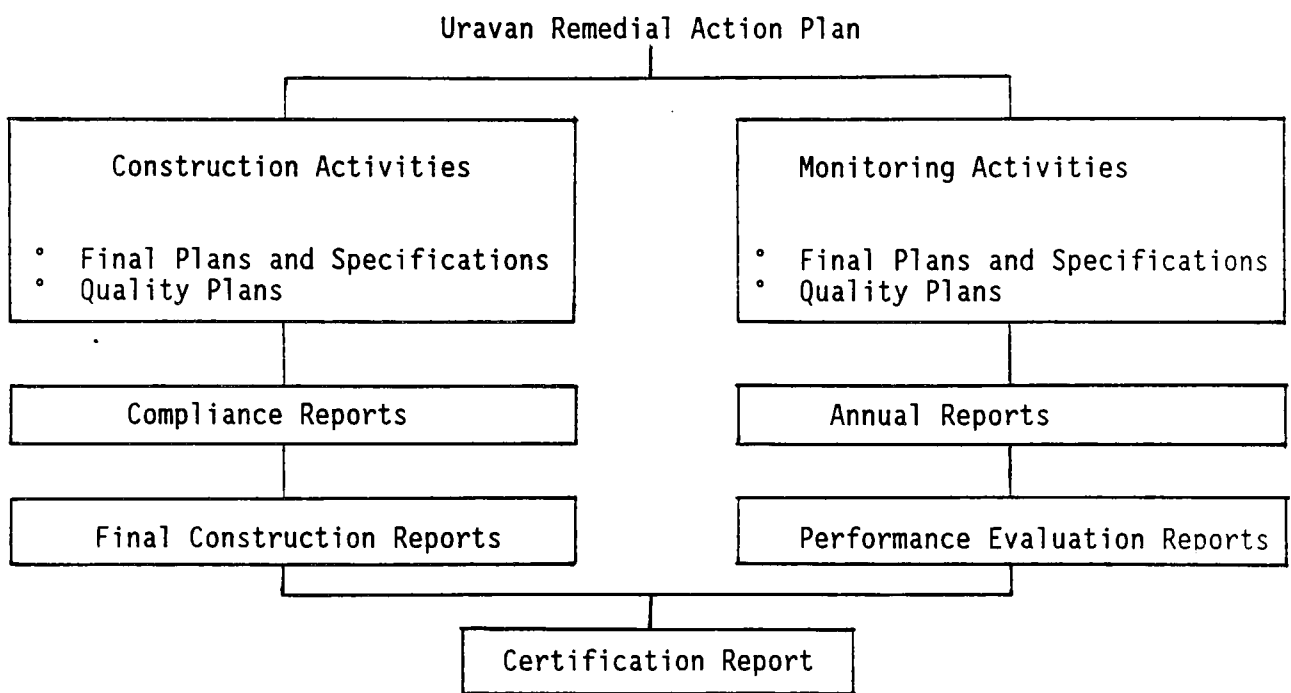 Uravan Remedial Action Plan
Construction Activities
° Final Plans and Specifications
° Quality Plans
Monitoring Activities
° Final Plans and Specifications
° Quality Plans
Compliance Reports
Annual Reports
Final Construction Reports
Performance Evaluation Reports
Certification Report